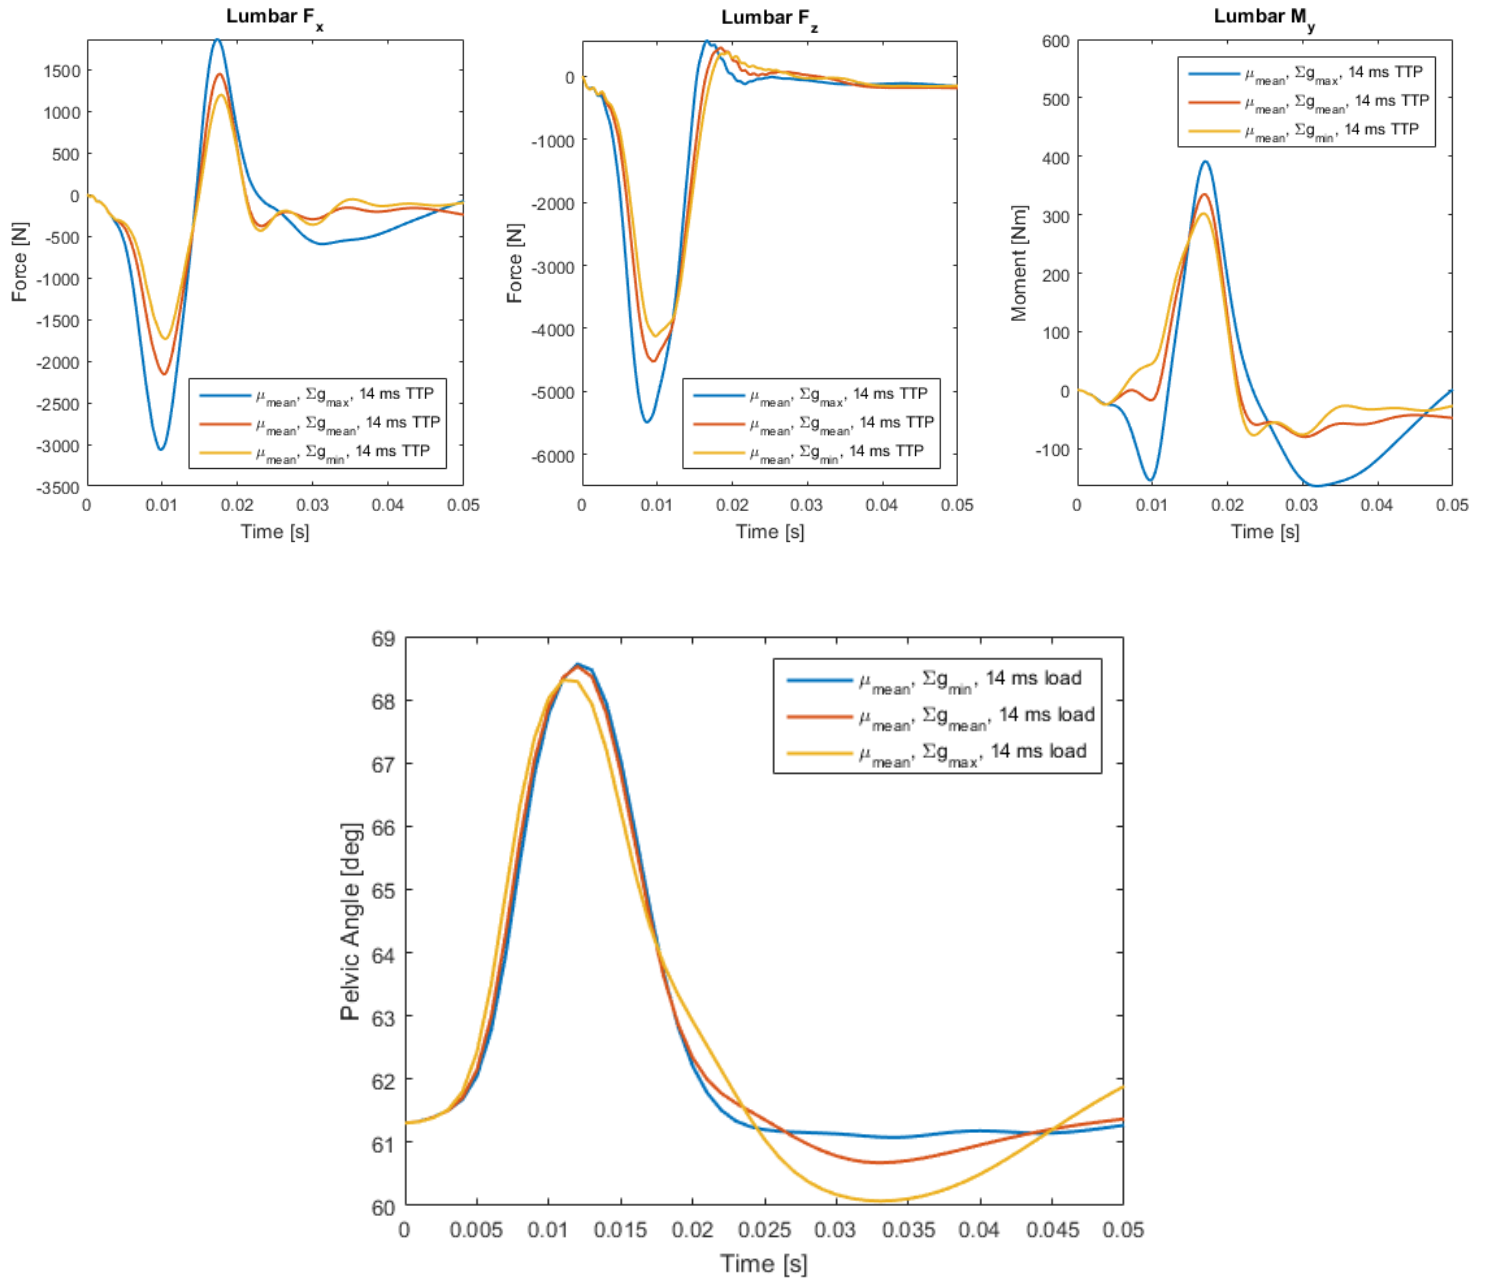 Lumbar Fx
Force [N]
1500
1000
500
0
-500
-1000
-1500
-2000
-2500
-3000
-3500
μmean, Σgmax, 14 ms TTP
μmean, Σgmean, 14 ms TTP
μmean, Σgmin, 14 ms TTP
0 0.01 0.02 0.03 0.04 0.05
Time [s]
Lumbar Fz
Force [N]
0
-1000
-2000
-3000
-4000
-5000
-6000
μmean, Σgmax, 14 ms TTP
μmean, Σgmean, 14 ms TTP
μmean, Σgmin, 14 ms TTP
0 0.01 0.02 0.03 0.04 0.05
Time [s]
Lumbar My
Moment [Nm]
600
500
400
300
200
100
0
-100
μmean, Σgmax, 14 ms TTP
μmean, Σgmean, 14 ms TTP
μmean, Σgmin, 14 ms TTP
0 0.01 0.02 0.03 0.04 0.05
Time [s]
Pelvic Angle [deg]
69
68
67
66
65
64
63
62
61
60
μmean, Σgmin, 14 ms load
μmean, Σgmean, 14 ms load
μmean, Σgmax, 14 ms load
0 0.005 0.01 0.015 0.02 0.025 0.03 0.035 0.04 0.045 0.05
Time [s]